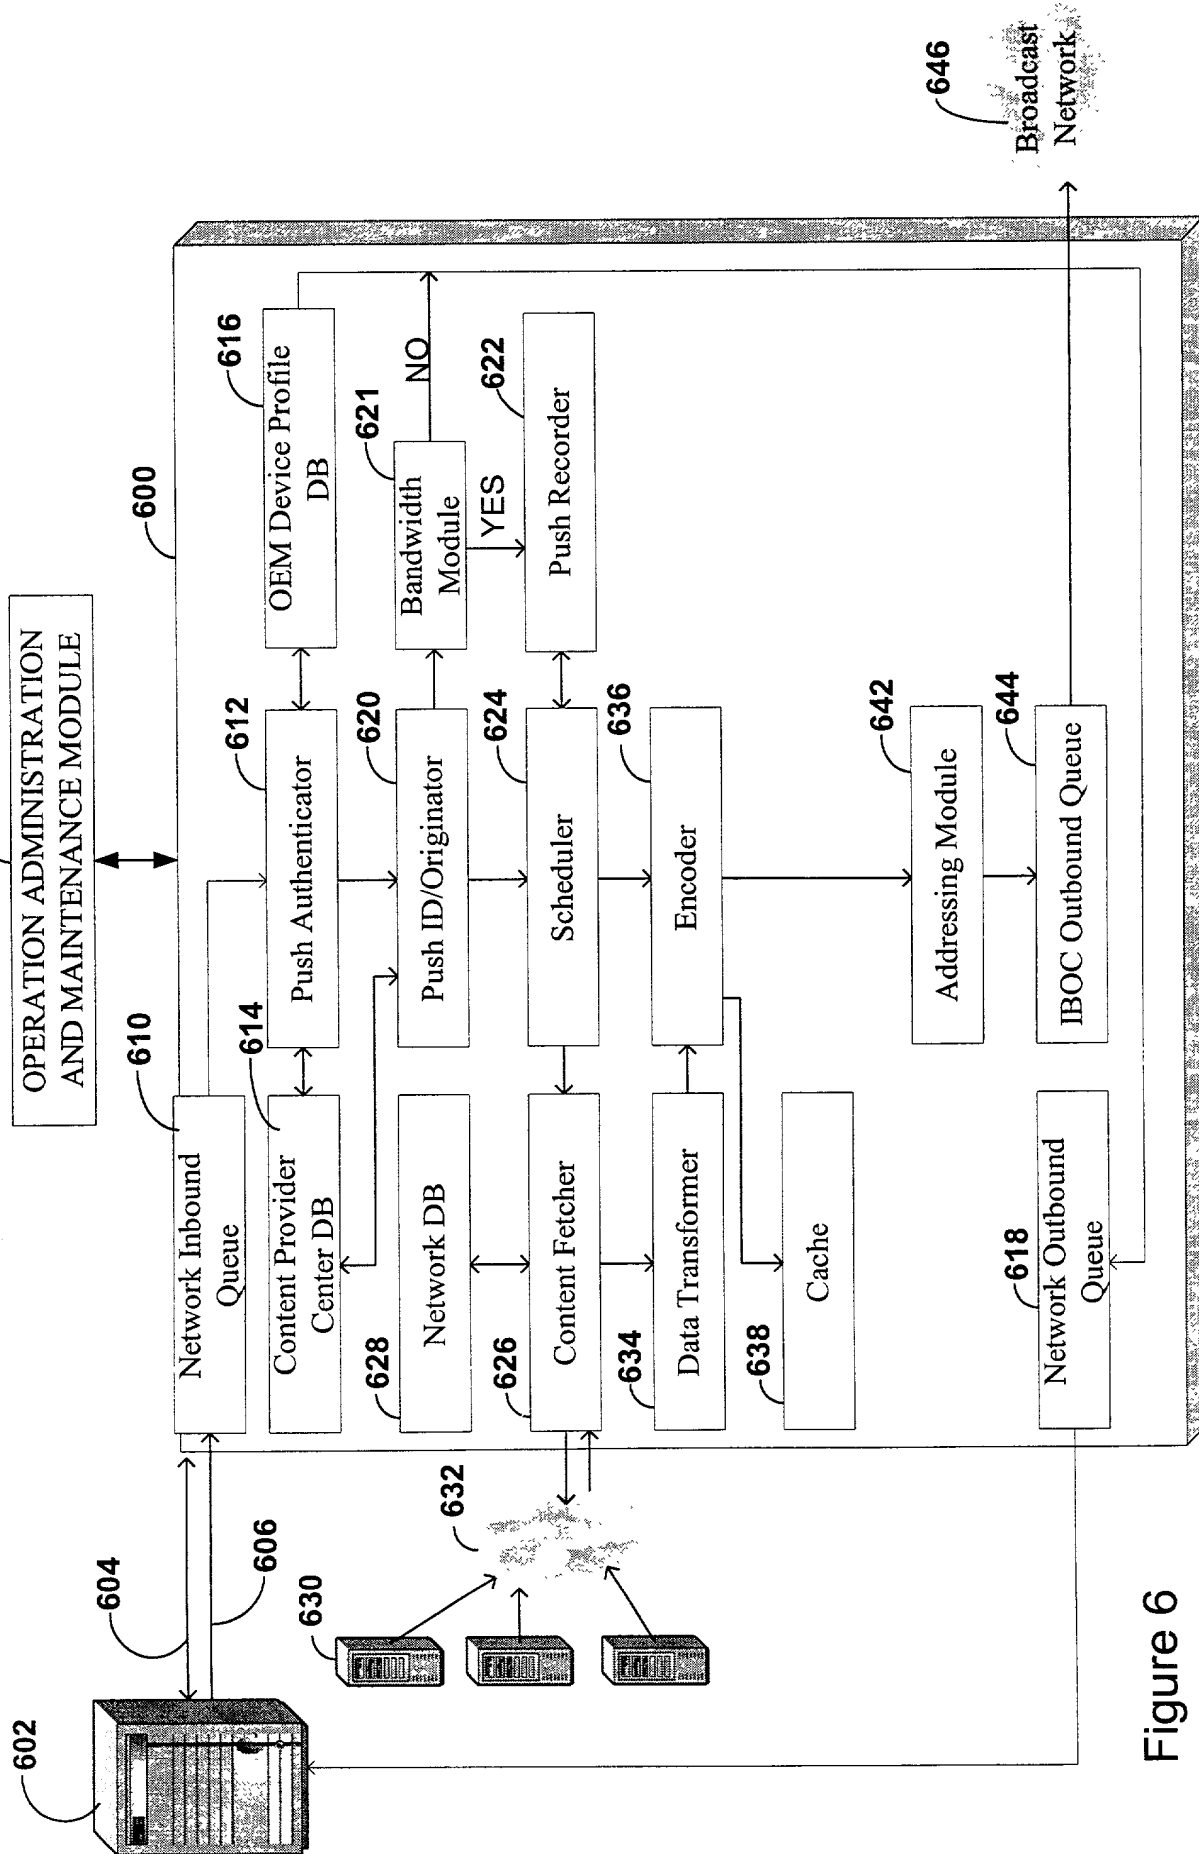 OPERATION ADMINISTRATION
AND MAINTENANCE MODULE
600
610
Network Inbound
Queue
612
Push Authenticator
614
Content Provider
Center DB
616
OEM Device Profile
DB
602
604
606
620
Push ID/Originator
621
Bandwidth
Module
NO
YES
622
Push Recorder
624
Scheduler
628
Network DB
626
Content Fetcher
630
632
634
Data Transformer
636
Encoder
638
Cache
642
Addressing Module
644
IBOC Outbound Queue
618
Network Outbound
Queue
646
Broadcast
Network
Figure 6